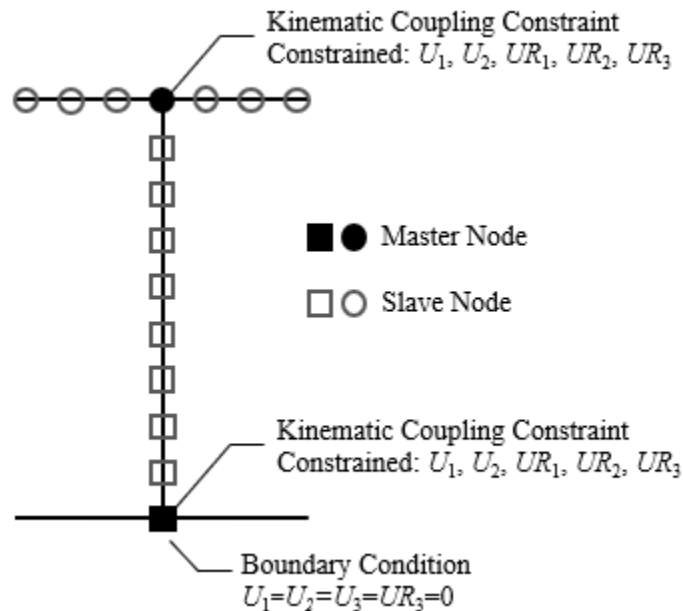 Kinematic Coupling Constraint
Constrained: U₁, U₂, UR₁, UR₂, UR₃
Master Node
Slave Node
Kinematic Coupling Constraint
Constrained: U₁, U₂, UR₁, UR₂, UR₃
Boundary Condition
U₁=U₂=U₃=UR₃=0